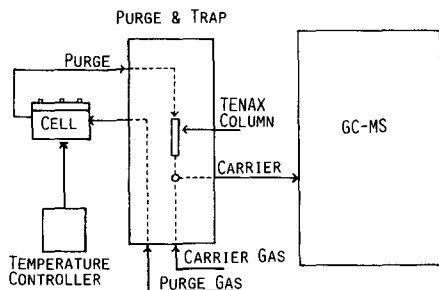 PURGE & TRAP
PURGE
CELL
TENAX
COLUMN
GC-MS
CARRIER
TEMPERATURE
CONTROLLER
CARRIER GAS
PURGE GAS